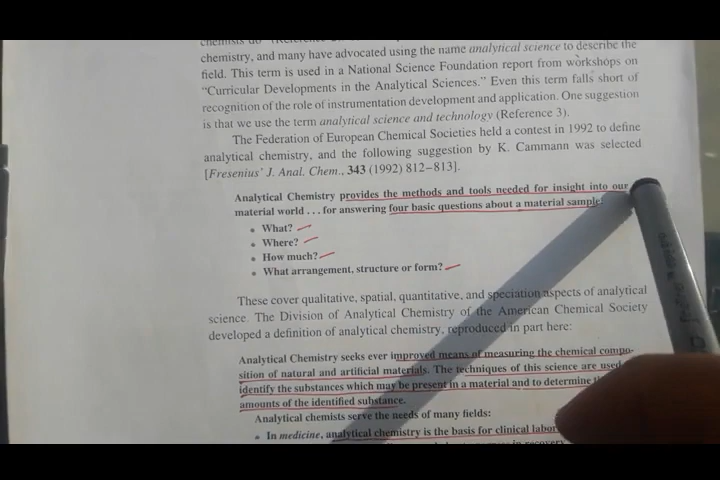 chemistry, and many have advocated using the name analytical science to describe the
field. This term is used in a National Science Foundation report from workshops on
“Curricular Developments in the Analytical Sciences.” Even this term falls short of
recognition of the role of instrumentation development and application. One suggestion
is that we use the term analytical science and technology (Reference 3).
The Federation of European Chemical Societies held a contest in 1992 to define
analytical chemistry, and the following suggestion by K. Cammann was selected
[Fresenius’ J. Anal. Chem., 343 (1992) 812–813].
Analytical Chemistry provides the methods and tools needed for insight into our
material world . . . for answering four basic questions about a material sample:
• What?
• Where?
• How much?
• What arrangement, structure or form?
These cover qualitative, spatial, quantitative, and speciation aspects of analytical
science. The Division of Analytical Chemistry of the American Chemical Society
developed a definition of analytical chemistry, reproduced in part here:
Analytical Chemistry seeks ever improved means of measuring the chemical compo-
sition of natural and artificial materials. The techniques of this science are used
identify the substances which may be present in a material and to determine
amounts of the identified substance.
Analytical chemists serve the needs of many fields:
• In medicine, analytical chemistry is the basis for clinical